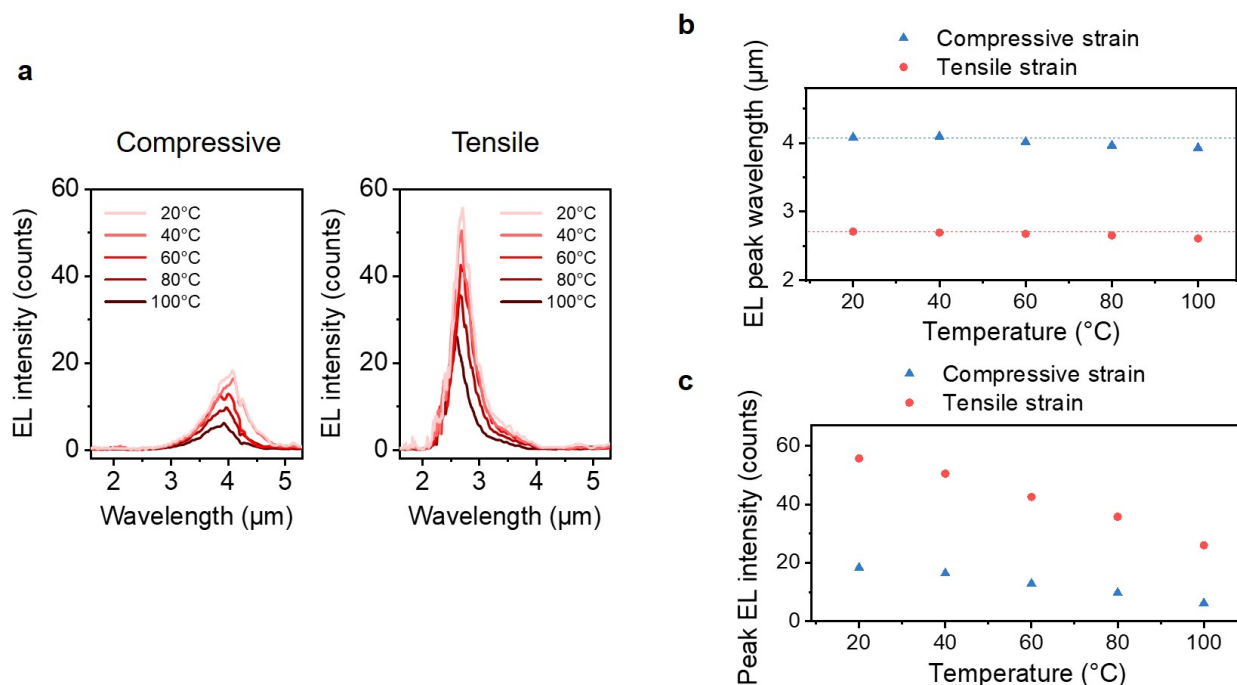 a
Compressive
60
40
20
0
EL intensity (counts)
20°C
40°C
60°C
80°C
100°C
2 3 4 5
Wavelength (µm)
Tensile
60
40
20
0
EL intensity (counts)
20°C
40°C
60°C
80°C
100°C
2 3 4 5
Wavelength (µm)
b
Compressive strain
Tensile strain
EL peak wavelength (µm)
4
3
2
20 40 60 80 100
Temperature (°C)
c
Compressive strain
Tensile strain
Peak EL intensity (counts)
60
40
20
0
20 40 60 80 100
Temperature (°C)